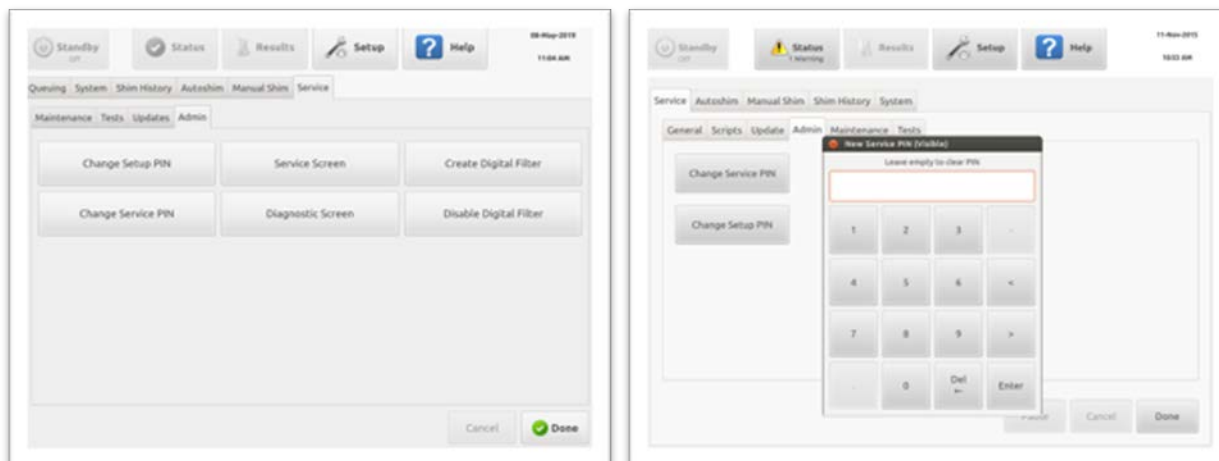 Standby Status Results Setup Help 08-May-2019
Off 11:04 AM
Queuing System Shim History Autoshim Manual Shim Service
Maintenance Tests Updates Admin
Change Setup PIN Service Screen Create Digital Filter
Change Service PIN Diagnostic Screen Disable Digital Filter
Cancel Done
Standby Status Results Setup Help 11-Nov-2015
Off 1 Warning 10:33 AM
Service Autoshim Manual Shim Shim History System
General Scripts Update Admin Maintenance Tests
New Service PIN (Visible)
Leave empty to clear PIN
Change Service PIN
Change Setup PIN
1 2 3 -
4 5 6 <
7 8 9 >
. 0 Del Enter
←
Cancel Done